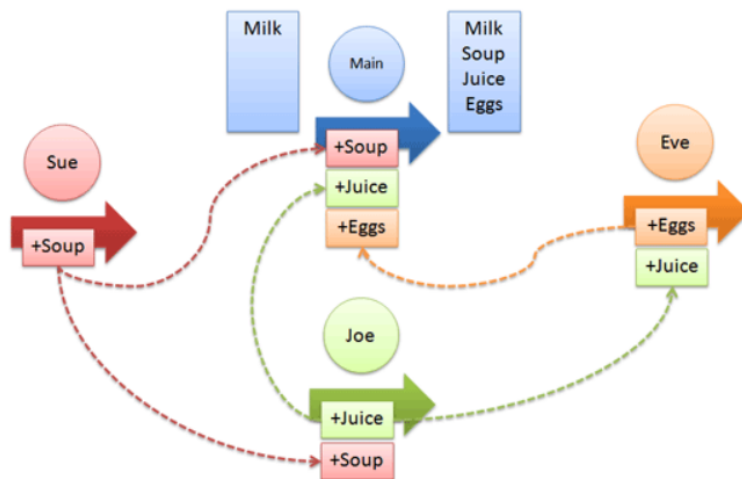 Milk
Main
Milk
Soup
Juice
Eggs
Sue
+Soup
+Soup
+Juice
+Eggs
Eve
+Eggs
+Juice
Joe
+Juice
+Soup